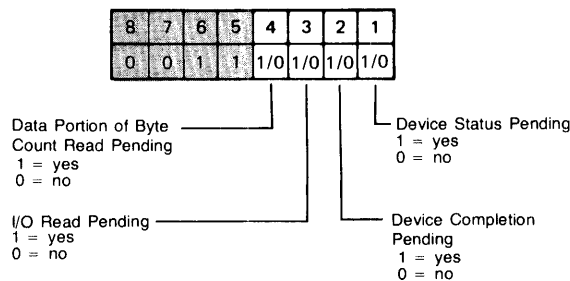 8 7 6 5 4 3 2 1
0 0 1 1 1/0 1/0 1/0 1/0
Data Portion of Byte
Count Read Pending
1 = yes
0 = no
I/O Read Pending
1 = yes
0 = no
Device Status Pending
1 = yes
0 = no
Device Completion
Pending
1 = yes
0 = no